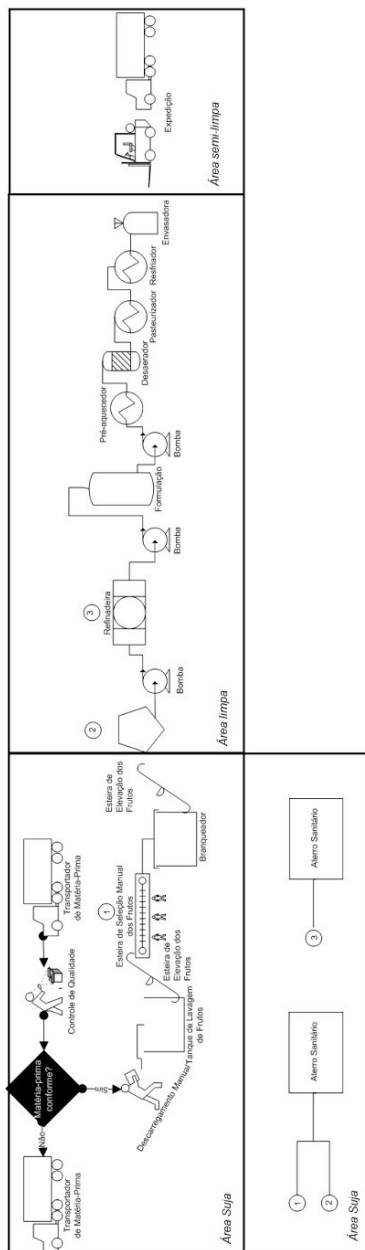 Transportador
de Matéria-Prima
Não
Matéria-prima
conforme?
Sim
Controle de Qualidade
Transportador
de Matéria-Prima
Descarregamento Manual
Tanque de Lavagem
de Frutos
Esteira de
Elevação dos
Frutos
Esteira de Seleção Manual
dos Frutos
1
Branqueador
Esteira de
Elevação dos
Frutos
Área Suja
1
2
Aterro Sanitário
3
Aterro Sanitário
Área Suja
2
Bomba
Refinadeira
3
Bomba
Formulação
Bomba
Pré-aquecedor
Desaerador
Pasteurizador
Resfriador
Envasadora
Área limpa
Expedição
Área semi-limpa